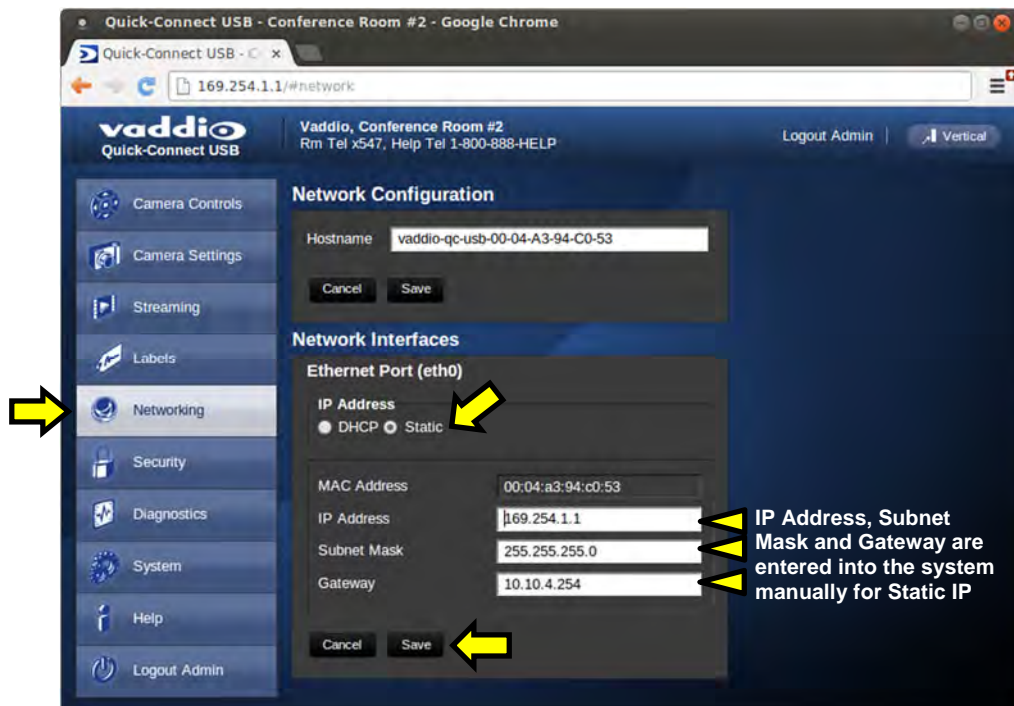 Quick-Connect USB - Conference Room #2 - Google Chrome
Quick-Connect USB - C
169.254.1.1/#network
vaddio
Quick-Connect USB
Vaddio, Conference Room #2
Rm Tel x547, Help Tel 1-800-888-HELP
Logout Admin
Vertical
Camera Controls
Camera Settings
Streaming
Labels
Networking
Security
Diagnostics
System
Help
Logout Admin
Network Configuration
Hostname vaddio-qc-usb-00-04-A3-94-C0-53
Cancel Save
Network Interfaces
Ethernet Port (eth0)
IP Address
DHCP Static
MAC Address 00:04:a3:94:c0:53
IP Address 169.254.1.1
Subnet Mask 255.255.255.0
Gateway 10.10.4.254
Cancel Save
IP Address, Subnet
Mask and Gateway are
entered into the system
manually for Static IP